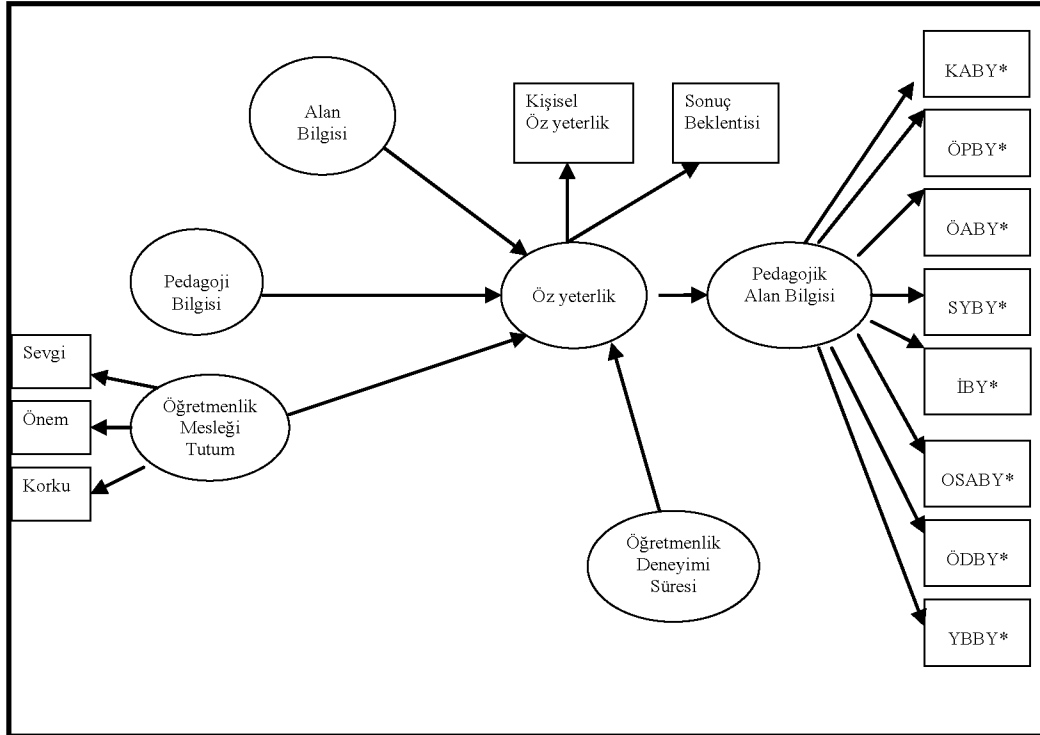 Alan
Bilgisi
Kişisel
Öz yeterlik
Sonuç
Beklentisi
KABY*
ÖPBY*
ÖABY*
SYBY*
İBY*
OSABY*
ÖDBY*
YBBY*
Pedagoji
Bilgisi
Öz yeterlik
Pedagojik
Alan Bilgisi
Sevgi
Önem
Korku
Öğretmenlik
Mesleği
Tutum
Öğretmenlik
Deneyimi
Süresi